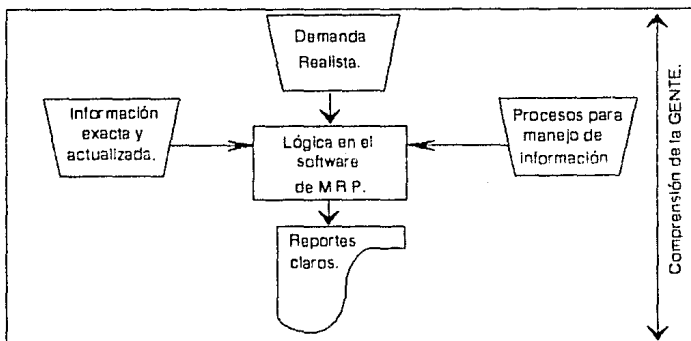 Demanda
Realista.
Información
exacta y
actualizada.
Lógica en el
software
de M R P.
Procesos para
manejo de
información
Reportes
claros.
Comprensión de la GENTE.